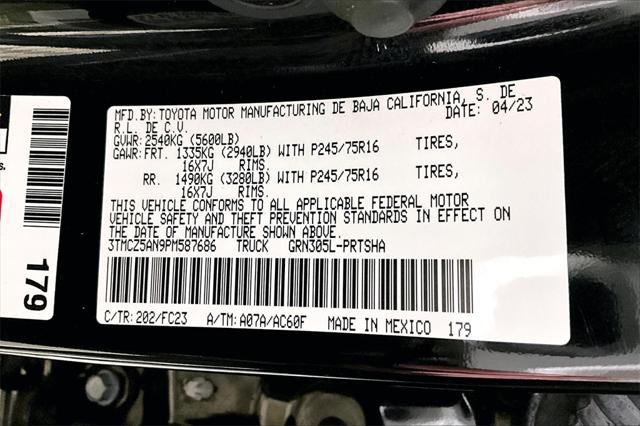 MFD.BY: TOYOTA MOTOR MANUFACTURING DE BAJA CALIFORNIA, S. DE
R.L. DE C.V. DATE: 04/23
GVWR: 2540KG (5600LB)
GAWR: FRT. 1335KG (2940LB) WITH P245/75R16 TIRES,
16X7J RIMS.
RR. 1490KG (3280LB) WITH P245/75R16 TIRES,
16X7J RIMS.
THIS VEHICLE CONFORMS TO ALL APPLICABLE FEDERAL MOTOR
VEHICLE SAFETY AND THEFT PREVENTION STANDARDS IN EFFECT ON
THE DATE OF MANUFACTURE SHOWN ABOVE.
3TMCZ5AN9PM587686 TRUCK GRN305L-PRTSHA
C/TR: 202/FC23 A/TM: A07A/AC60F MADE IN MEXICO 179
179
s.